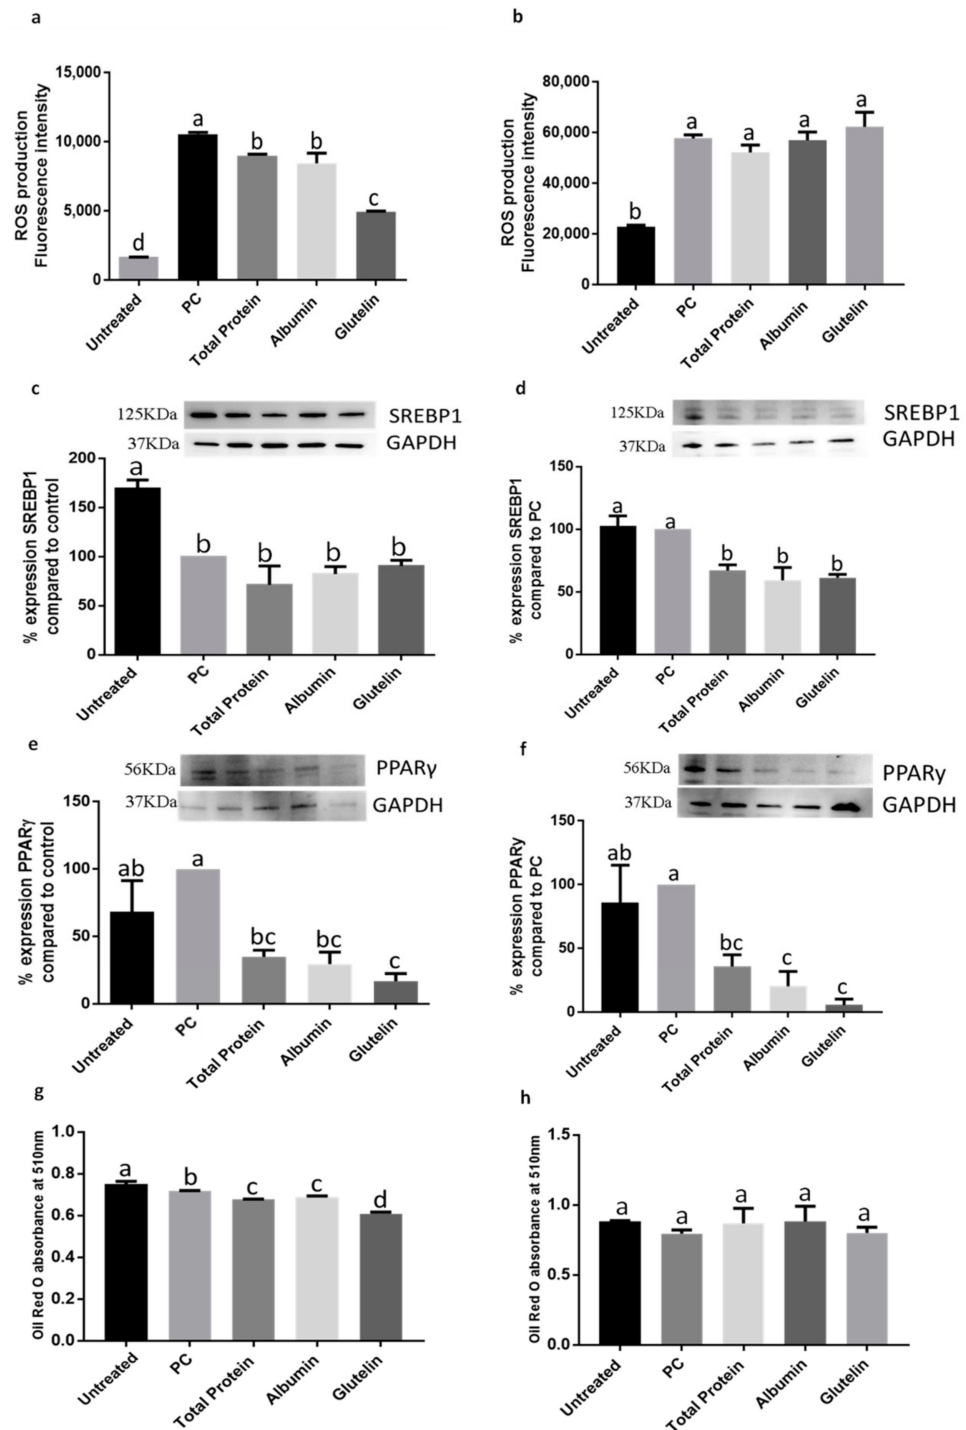 a
ROS production
Fluorescence intensity
15,000
10,000
5,000
0
d
a
b
b
c
Untreated
PC
Total Protein
Albumin
Glutelin
b
ROS production
Fluorescence intensity
80,000
60,000
40,000
20,000
0
b
a
a
a
a
Untreated
PC
Total Protein
Albumin
Glutelin
c
125KDa
SREBP1
37KDa
GAPDH
% expression SREBP1
compared to control
200
150
100
50
0
a
b
b
b
b
Untreated
PC
Total Protein
Albumin
Glutelin
d
125KDa
SREBP1
37KDa
GAPDH
% expression SREBP1
compared to PC
150
100
50
0
a
a
b
b
b
Untreated
PC
Total Protein
Albumin
Glutelin
e
56KDa
PPARγ
37KDa
GAPDH
% expression PPARγ
compared to control
150
100
50
0
ab
a
bc
bc
c
Untreated
PC
Total Protein
Albumin
Glutelin
f
56KDa
PPARγ
37KDa
GAPDH
% expression PPARγ
compared to PC
150
100
50
0
ab
a
bc
c
c
Untreated
PC
Total Protein
Albumin
Glutelin
g
Oil Red O absorbance at 510nm
1.0
0.8
0.6
0.4
0.2
0.0
a
b
c
c
d
Untreated
PC
Total Protein
Albumin
Glutelin
h
Oil Red O absorbance at 510nm
1.5
1.0
0.5
0.0
a
a
a
a
a
Untreated
PC
Total Protein
Albumin
Glutelin